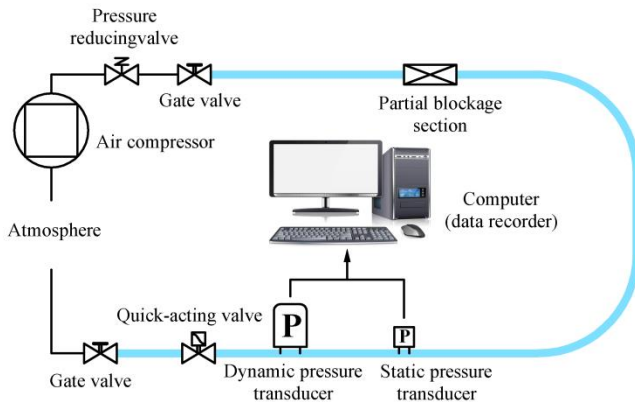 Pressure
reducingvalve
Gate valve
Partial blockage
section
Air compressor
Computer
(data recorder)
Atmosphere
Quick-acting valve
P
P
Gate valve
Dynamic pressure
transducer
Static pressure
transducer